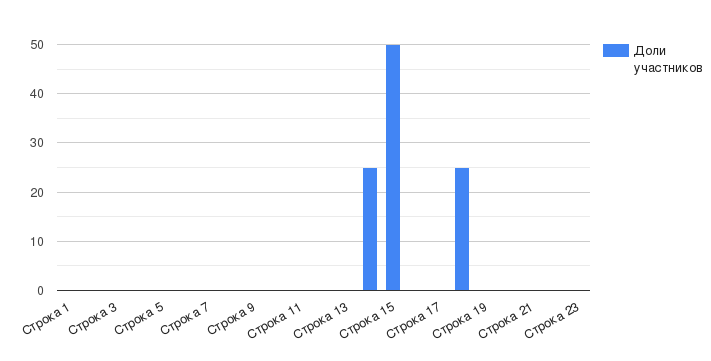 50
40
30
20
10
0
Доли
участников
Строка 1
Строка 3
Строка 5
Строка 7
Строка 9
Строка 11
Строка 13
Строка 15
Строка 17
Строка 19
Строка 21
Строка 23